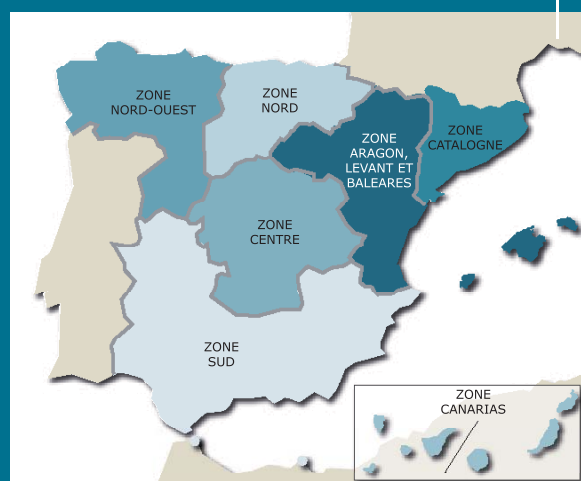 ZONE
NORD-OUEST
ZONE
NORD
ZONE
ARAGON,
LEVANT ET
BALEARES
ZONE
CATALOGNE
ZONE
CENTRE
ZONE
SUD
ZONE
CANARIAS